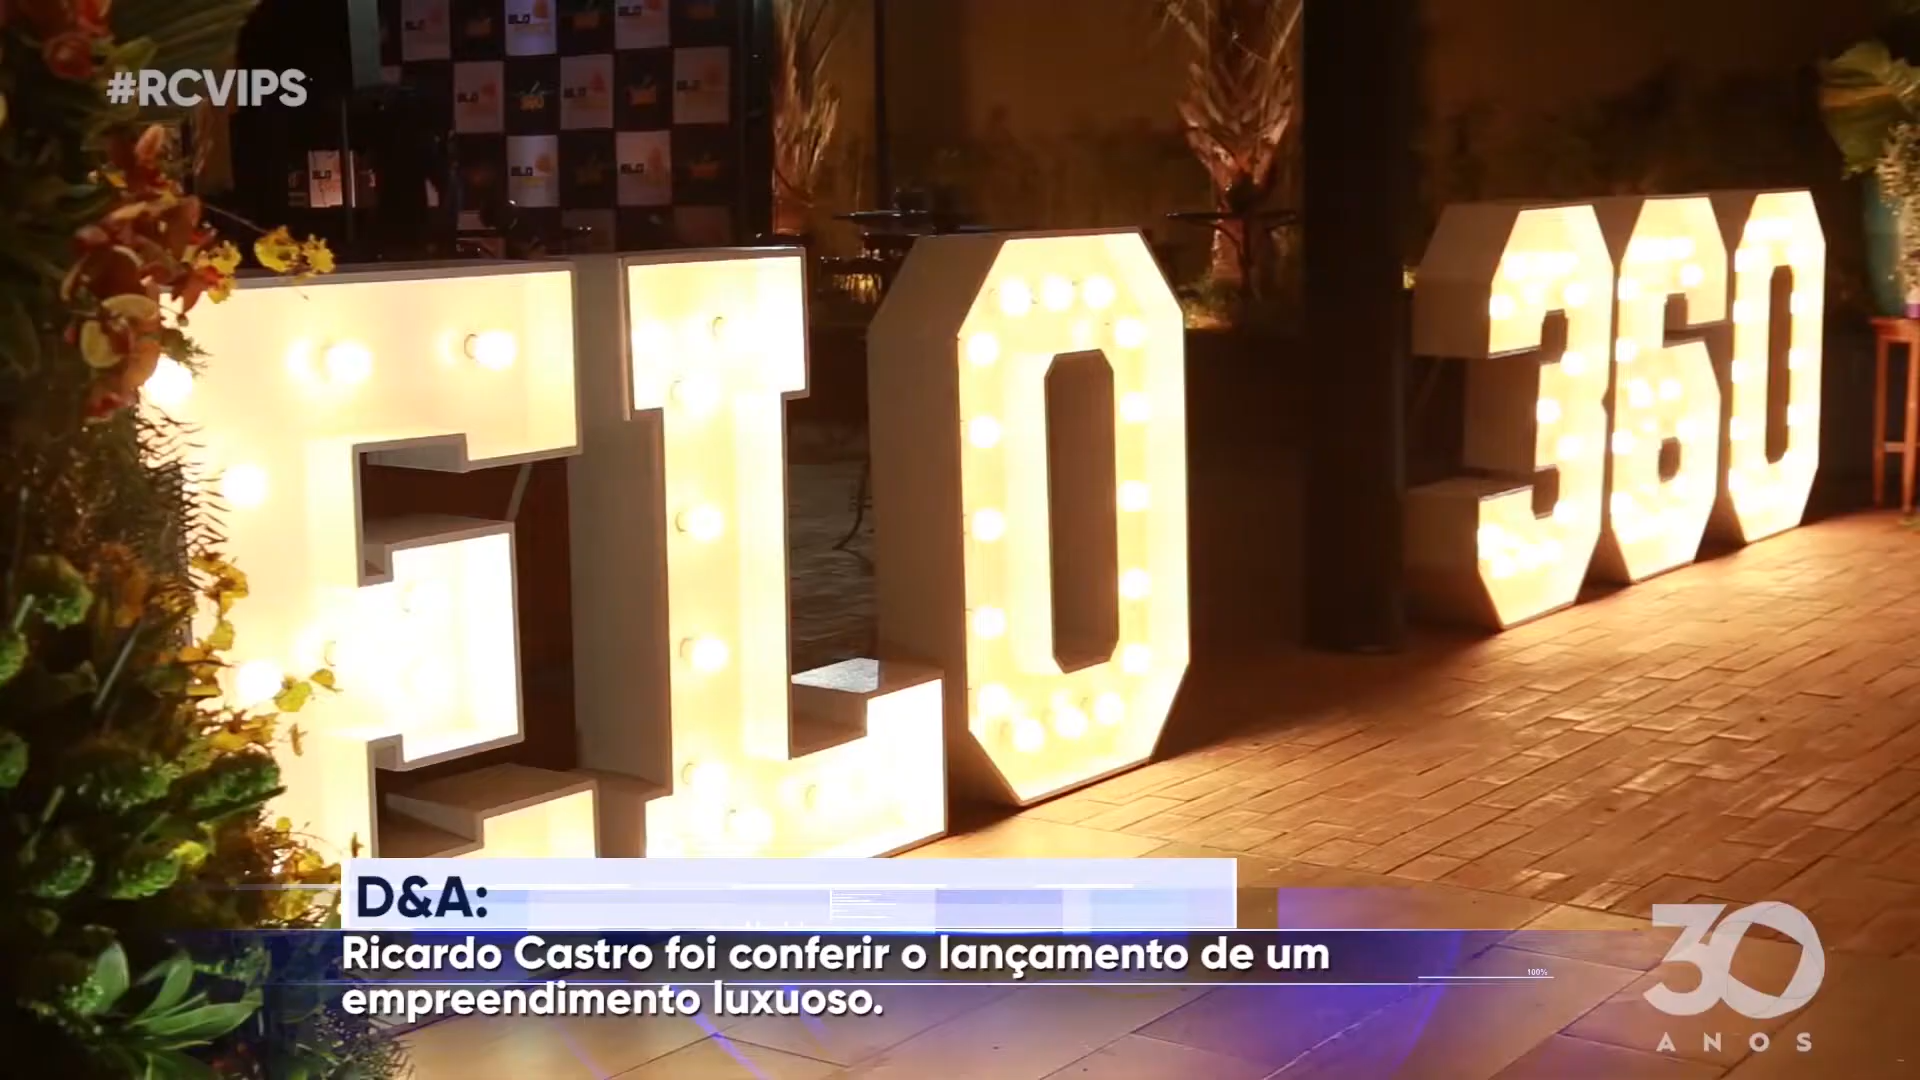 #RCVIPS
ELO 360
D&A:
Ricardo Castro foi conferir o lançamento de um
empreendimento luxuoso.
100%
30
ANOS